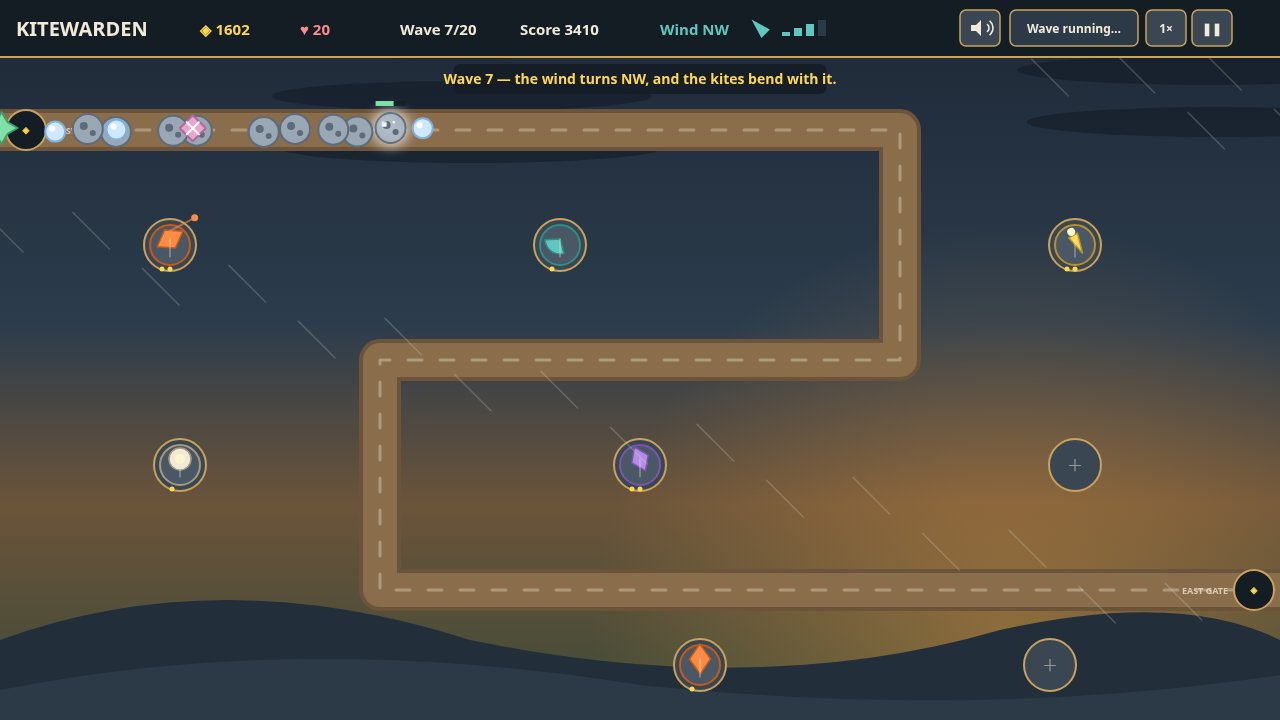 KITEWARDEN
◈ 1602
♥ 20
Wave 7/20
Score 3410
Wind NW
Wave running...
1×
Wave 7 — the wind turns NW, and the kites bend with it.
EAST GATE